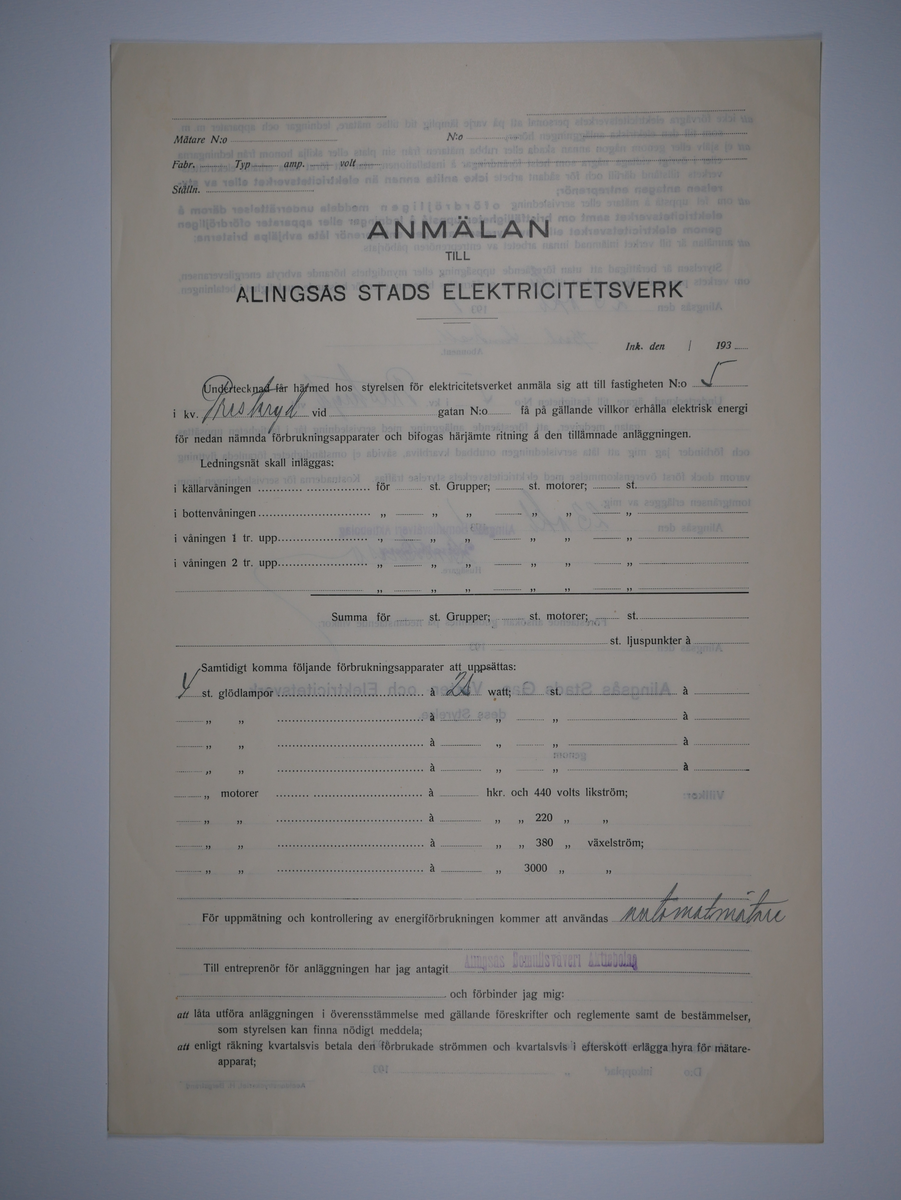 Mätare N:o N:o
Fabr. Typ amp. volt
Ställn.
ANMÄLAN
TILL
ALINGSÅS STADS ELEKTRICITETSVERK
Ink. den / 193
Undertecknad får härmed hos styrelsen för elektricitetsverket anmäla sig att till fastigheten N:o 5
i kv. vid gatan N:o få på gällande villkor erhålla elektrisk energi
för nedan nämnda förbrukningsapparater och bifogas härjämte ritning å den tillämnade anläggningen.
Ledningsnät skall inläggas:
i källarvåningen för st. Grupper; st. motorer; st.
i bottenvåningen „ „ „ „ „ „
i våningen 1 tr. upp „ „ „ „ „ „
i våningen 2 tr. upp „ „ „ „ „ „
„ „ „ „ „ „
Summa för st. Grupper; st. motorer; st.
st. ljuspunkter à
Samtidigt komma följande förbrukningsapparater att uppsättas:
4 st. glödlampor à 25 watt; st. à
„ „ à „ „ à
„ „ à „ „ à
„ „ à „ „ à
„ motorer à hkr. och 440 volts likström;
„ „ à „ „ 220 „ „
„ „ à „ „ 380 „ växelström;
„ „ à „ 3000 „ „
För uppmätning och kontrollering av energiförbrukningen kommer att användas automatmätare
Till entreprenör för anläggningen har jag antagit Alingsås Bomullsväveri Aktiebolag
och förbinder jag mig:
att låta utföra anläggningen i överensstämmelse med gällande föreskrifter och reglemente samt de bestämmelser,
som styrelsen kan finna nödigt meddela;
att enligt räkning kvartalsvis betala den förbrukade strömmen och kvartalsvis i efterskott erlägga hyra för mätare-
apparat;